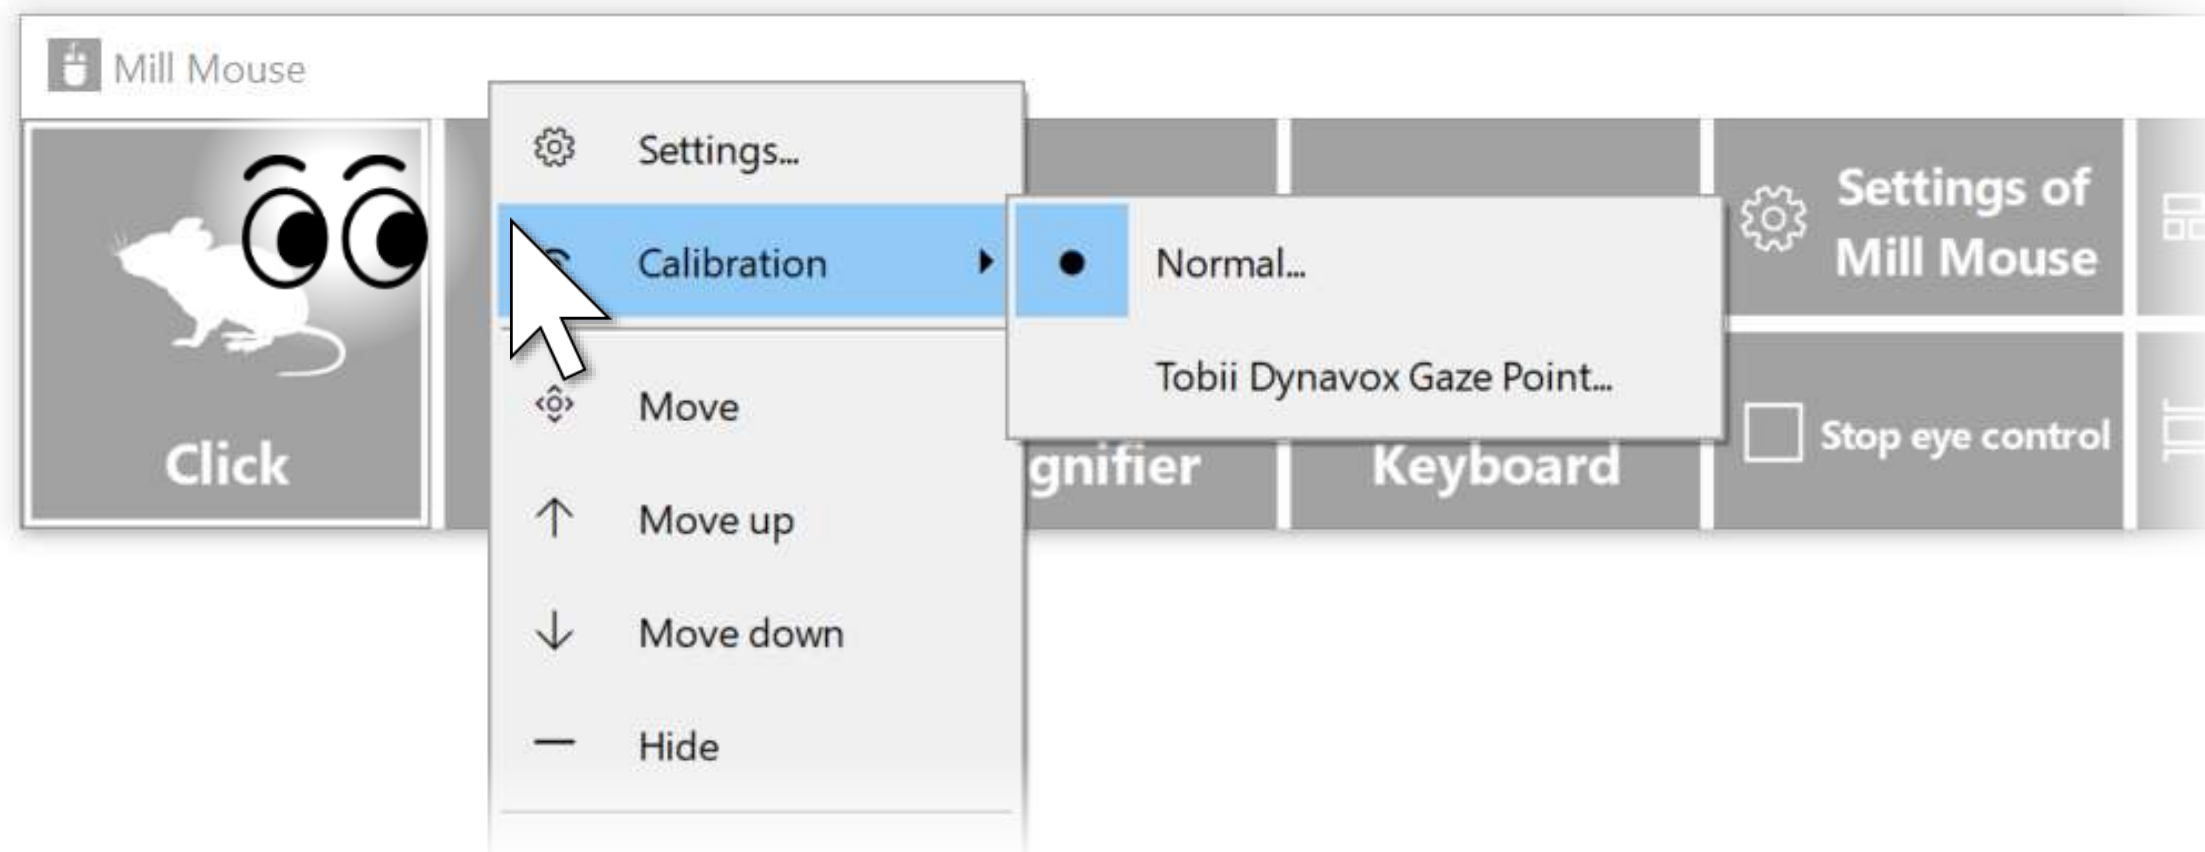 Mill Mouse
Settings...
Calibration
Normal...
Tobii Dynavox Gaze Point...
Move
Move up
Move down
Hide
Click
gnifier
Keyboard
Settings of
Mill Mouse
Stop eye control